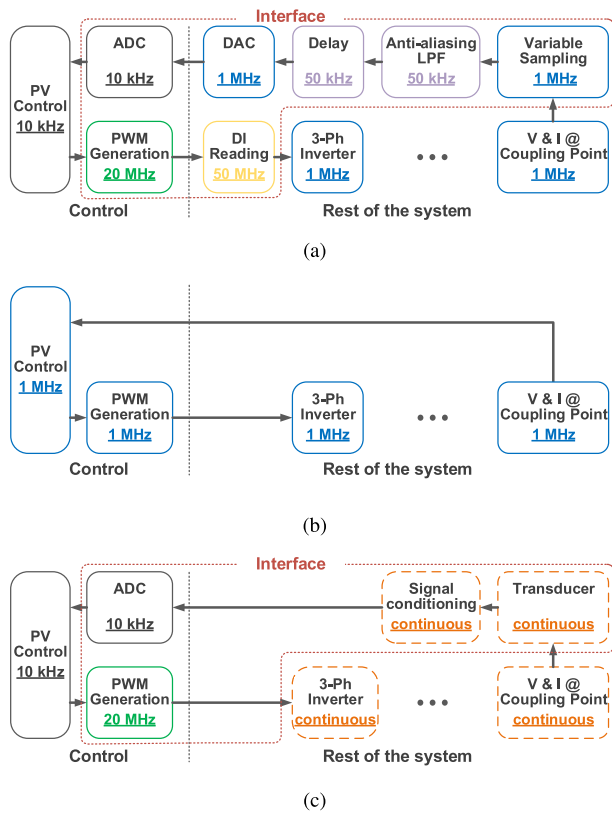 Interface
ADC
10 kHz
DAC
1 MHz
Delay
50 kHz
Anti-aliasing
LPF
50 kHz
Variable
Sampling
1 MHz
PV
Control
10 kHz
PWM
Generation
20 MHz
DI
Reading
50 MHz
3-Ph
Inverter
1 MHz
V & I @
Coupling Point
1 MHz
Control
Rest of the system
(a)
PV
Control
1 MHz
PWM
Generation
1 MHz
3-Ph
Inverter
1 MHz
V & I @
Coupling Point
1 MHz
Control
Rest of the system
(b)
Interface
ADC
10 kHz
Signal
conditioning
continuous
Transducer
continuous
PV
Control
10 kHz
PWM
Generation
20 MHz
3-Ph
Inverter
continuous
V & I @
Coupling Point
continuous
Control
Rest of the system
(c)